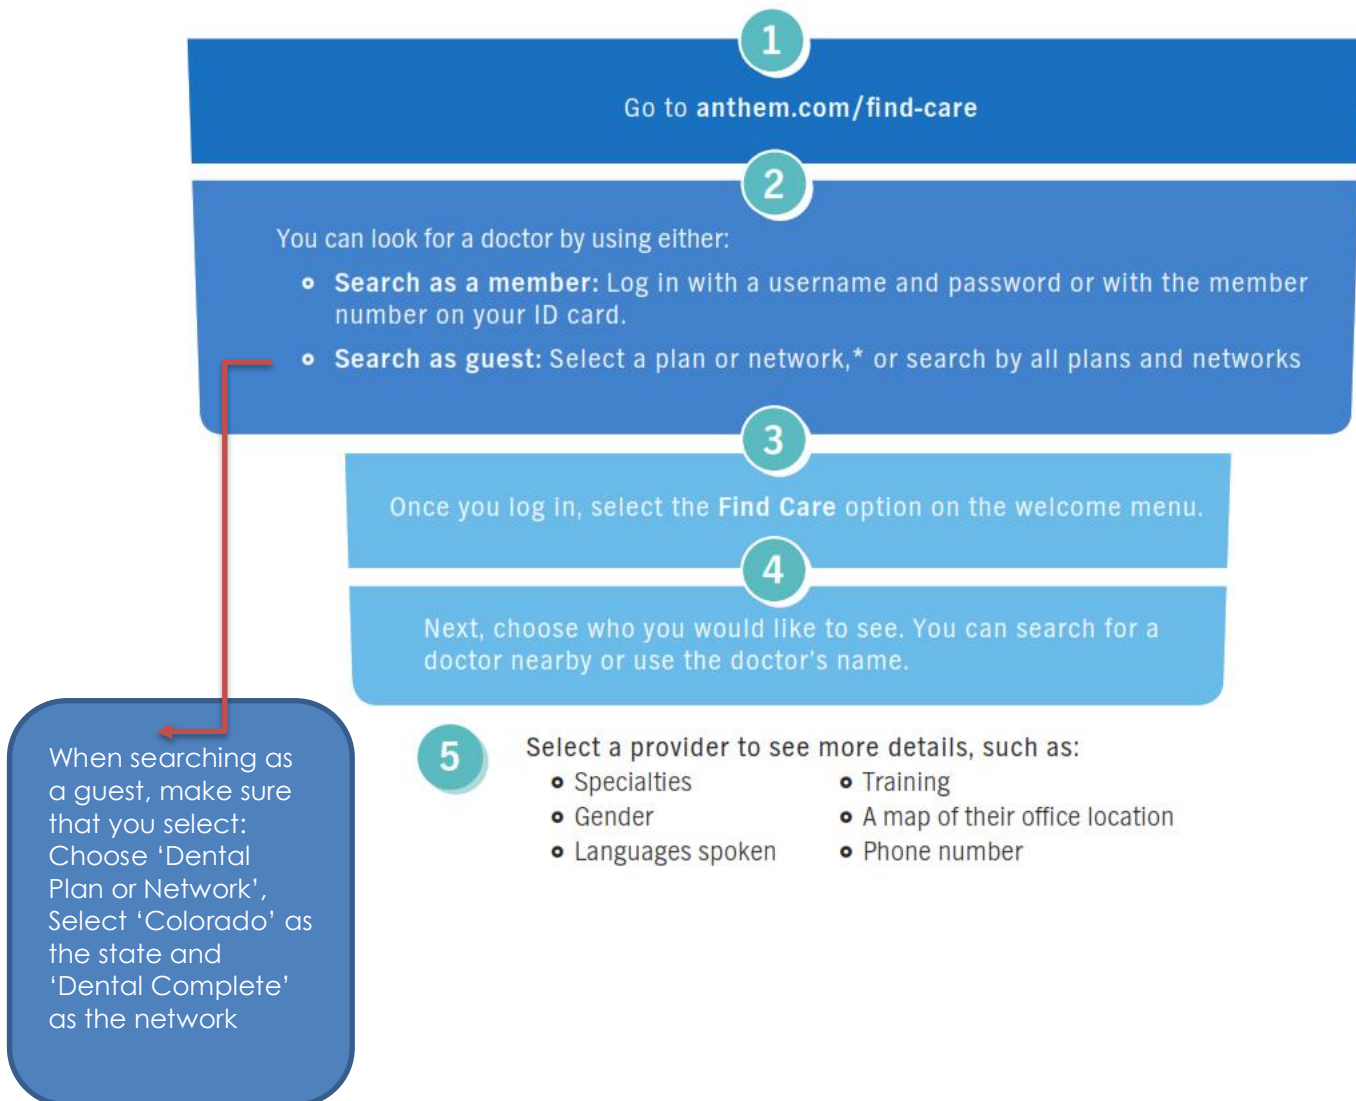 1
Go to anthem.com/find-care
2
You can look for a doctor by using either:
Search as a member: Log in with a username and password or with the member
number on your ID card.
Search as guest: Select a plan or network,* or search by all plans and networks
3
Once you log in, select the Find Care option on the welcome menu.
4
Next, choose who you would like to see. You can search for a
doctor nearby or use the doctor's name.
When searching as
a guest, make sure
that you select:
Choose ‘Dental
Plan or Network’,
Select ‘Colorado’ as
the state and
‘Dental Complete’
as the network
5
Select a provider to see more details, such as:
Specialties
Gender
Languages spoken
Training
A map of their office location
Phone number